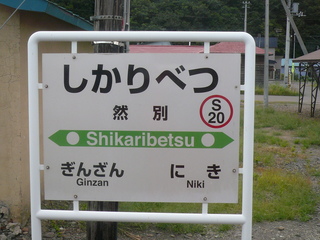 しかりべつ
然別
S
20
Shikaribetsu
ぎんざん にき
Ginzan Niki